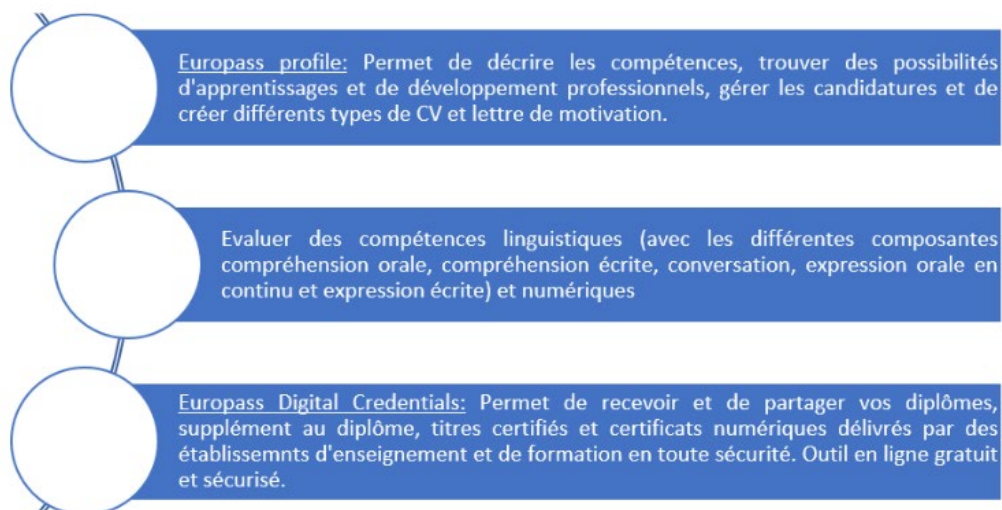 Europass profile: Permet de décrire les compétences, trouver des possibilités
d'apprentissages et de développement professionnels, gérer les candidatures et de
créer différents types de CV et lettre de motivation.
Evaluer des compétences linguistiques (avec les différentes composantes
compréhension orale, compréhension écrite, conversation, expression orale en
continu et expression écrite) et numériques
Europass Digital Credentials: Permet de recevoir et de partager vos diplômes,
supplément au diplôme, titres certifiés et certificats numériques délivrés par des
établissemnts d'enseignement et de formation en toute sécurité. Outil en ligne gratuit
et sécurisé.